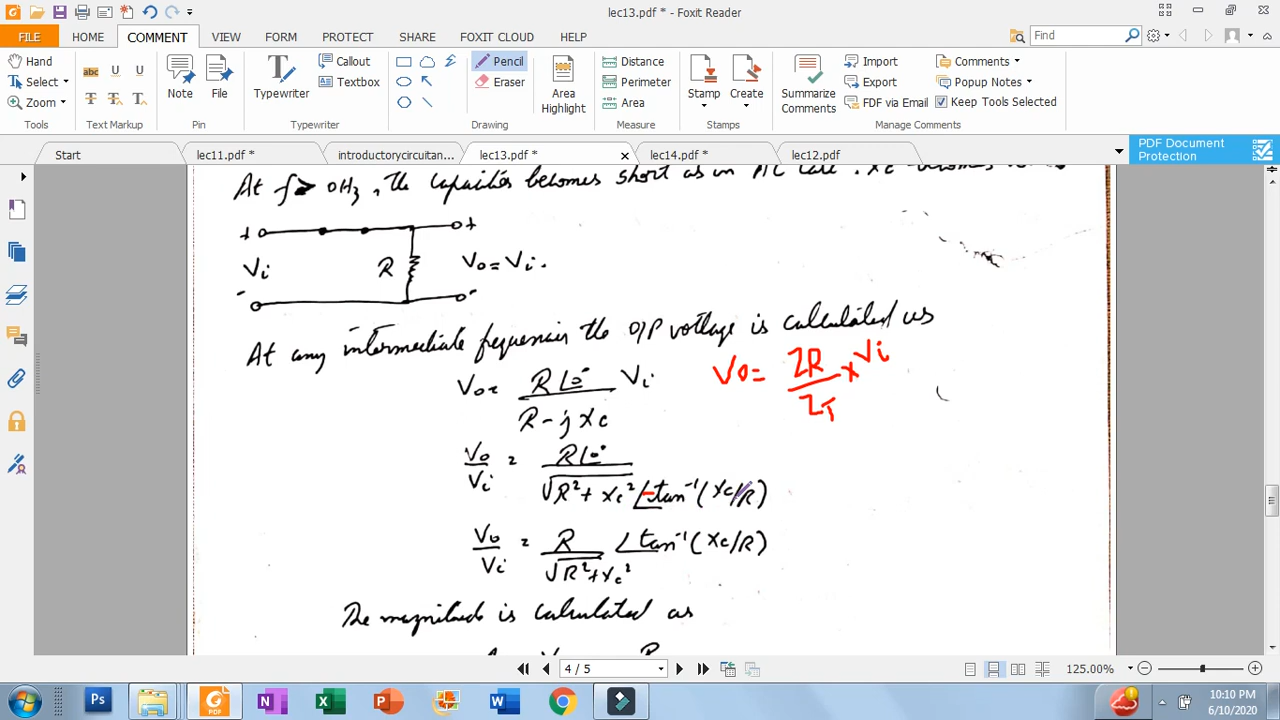 lec13.pdf * - Foxit Reader
FILE HOME COMMENT VIEW FORM PROTECT SHARE FOXIT CLOUD HELP
Find
Hand
Select
Zoom
Tools
Text Markup
Note
File
Pin
Typewriter
Callout
Textbox
Typewriter
Pencil
Eraser
Drawing
Area Highlight
Distance
Perimeter
Area
Measure
Stamp
Create
Stamps
Summarize Comments
Import
Export
FDF via Email
Comments
Popup Notes
Keep Tools Selected
Manage Comments
Start
lec11.pdf *
introductorycircuitan...
lec13.pdf *
lec14.pdf *
lec12.pdf
PDF Document Protection
At f> 0Hz, the Capacitor becomes short as in
+ +
Vi R Vo=Vi.
- -
At any intermediate frequencies the O/P voltage is calculated as
Vo= R∠0° / R-jXc Vi
Vo= ZR / ZT × Vi
Vo/Vi = R∠0° / √R²+Xc² ∠-tan⁻¹(Xc/R)
Vo/Vi = R / √R²+Xc² ∠tan⁻¹(Xc/R)
The magnitude is calculated as
4 / 5
125.00%
10:10 PM
6/10/2020